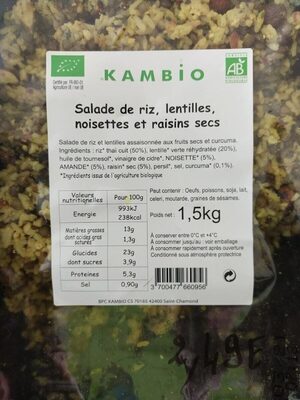 KAMBIO
Certifié par FR-BIO-01
Agriculture UE / non UE
AB
AGRICULTURE
BIOLOGIQUE
Salade de riz, lentilles,
noisettes et raisins secs
Salade de riz et lentilles assaisonnée aux fruits secs et curcuma.
Ingrédients : riz* thaï cuit (50%), lentille* verte réhydratée (20%),
huile de tournesol*, vinaigre de cidre*, NOISETTE* (5%),
AMANDE* (5%), raisin* sec (5%), persil*, sel, curcuma* (0,1%).
*Ingrédients issus de l'agriculture biologique
Valeurs nutritionnelles Pour 100g
Energie 993kJ
238kcal
Matières grasses 13g
dont acides gras saturés 1,3g
Glucides 23g
dont sucres 3,9g
Proteines 5,3g
Sel 0,90g
Peut contenir : Oeufs, poissons, soja, lait,
céleri, moutarde, graines de sésames.
Poids net : 1,5kg
A conserver entre 0°C et +4°C
A consommer jusqu'au : voir emballage
A consommer rapidement après ouverture
Conditionné sous atmosphère protectrice
3 700477 660956
BPC KAMBIO CS 70185 42400 Saint-Chamond
2,49€